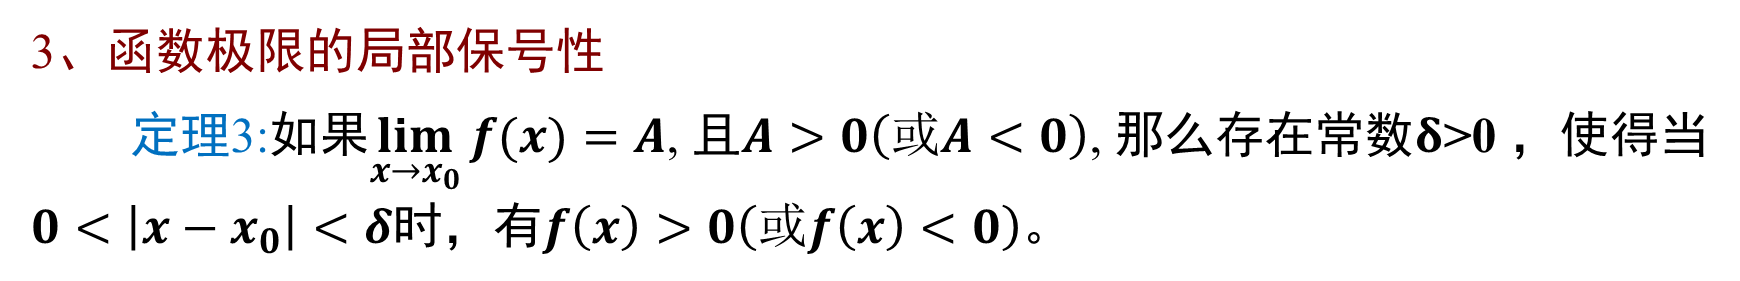 3、函数极限的局部保号性
定理3:如果 lim_{x→x₀} f(x) = A, 且A > 0(或A < 0), 那么存在常数δ>0 ，使得当
0 < |x − x₀| < δ时，有f(x) > 0(或f(x) < 0)。